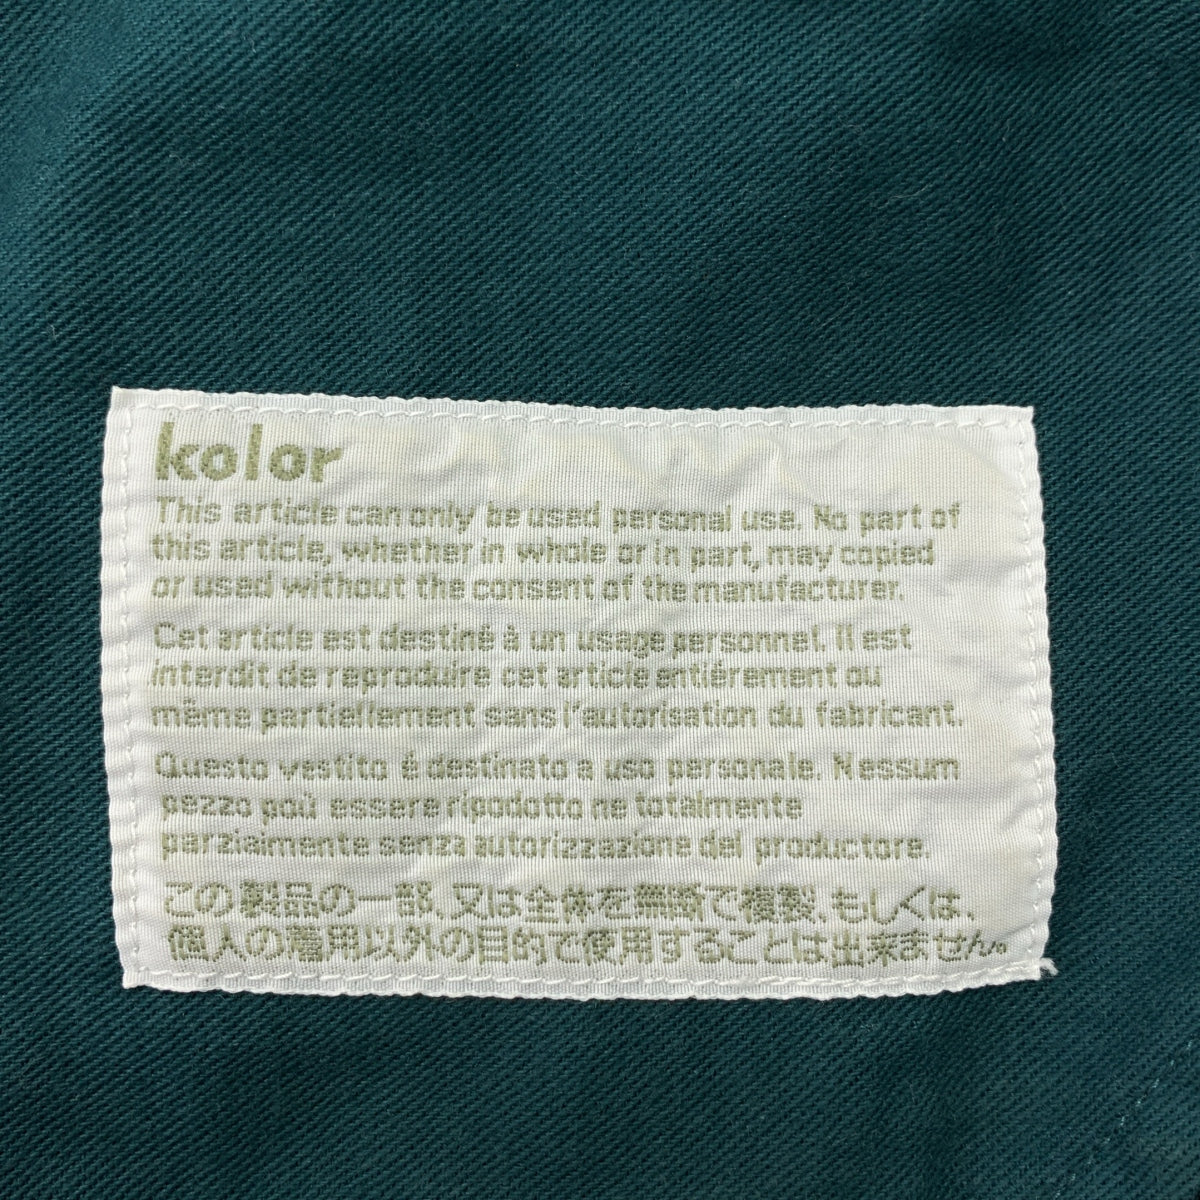 kolor
This article can only be used personal use. No part of
this article, whether in whole or in part, may copied
or used without the consent of the manufacturer.
Cet article est destiné à un usage personnel. Il est
interdit de reproduire cet article entiérement ou
même partiellement sans l'autorisation du fabricant.
Questo vestito é destinato a uso personale. Nessum
pezzo poù essere ripodotto ne totalmente
parzialmente senza autorizzazione del productore.
この製品の一部、又は全体を無断で複製、もしくは、
個人の着用以外の目的で使用することは出来ません。